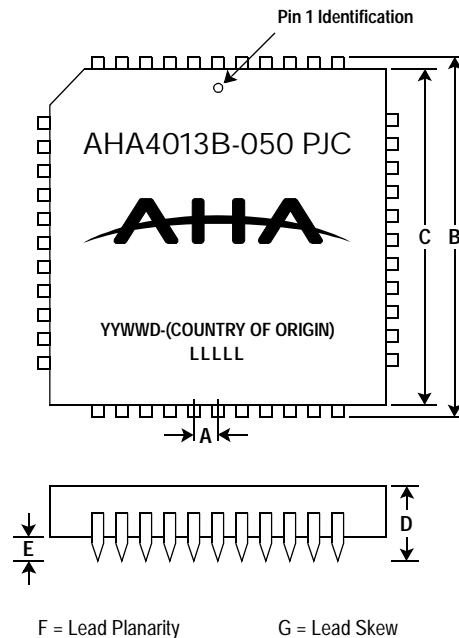 Pin 1 Identification
AHA4013B-050 PJC
AHA
C
B
YYWWD-(COUNTRY OF ORIGIN)
LLLLL
A
D
E
F = Lead Planarity
G = Lead Skew